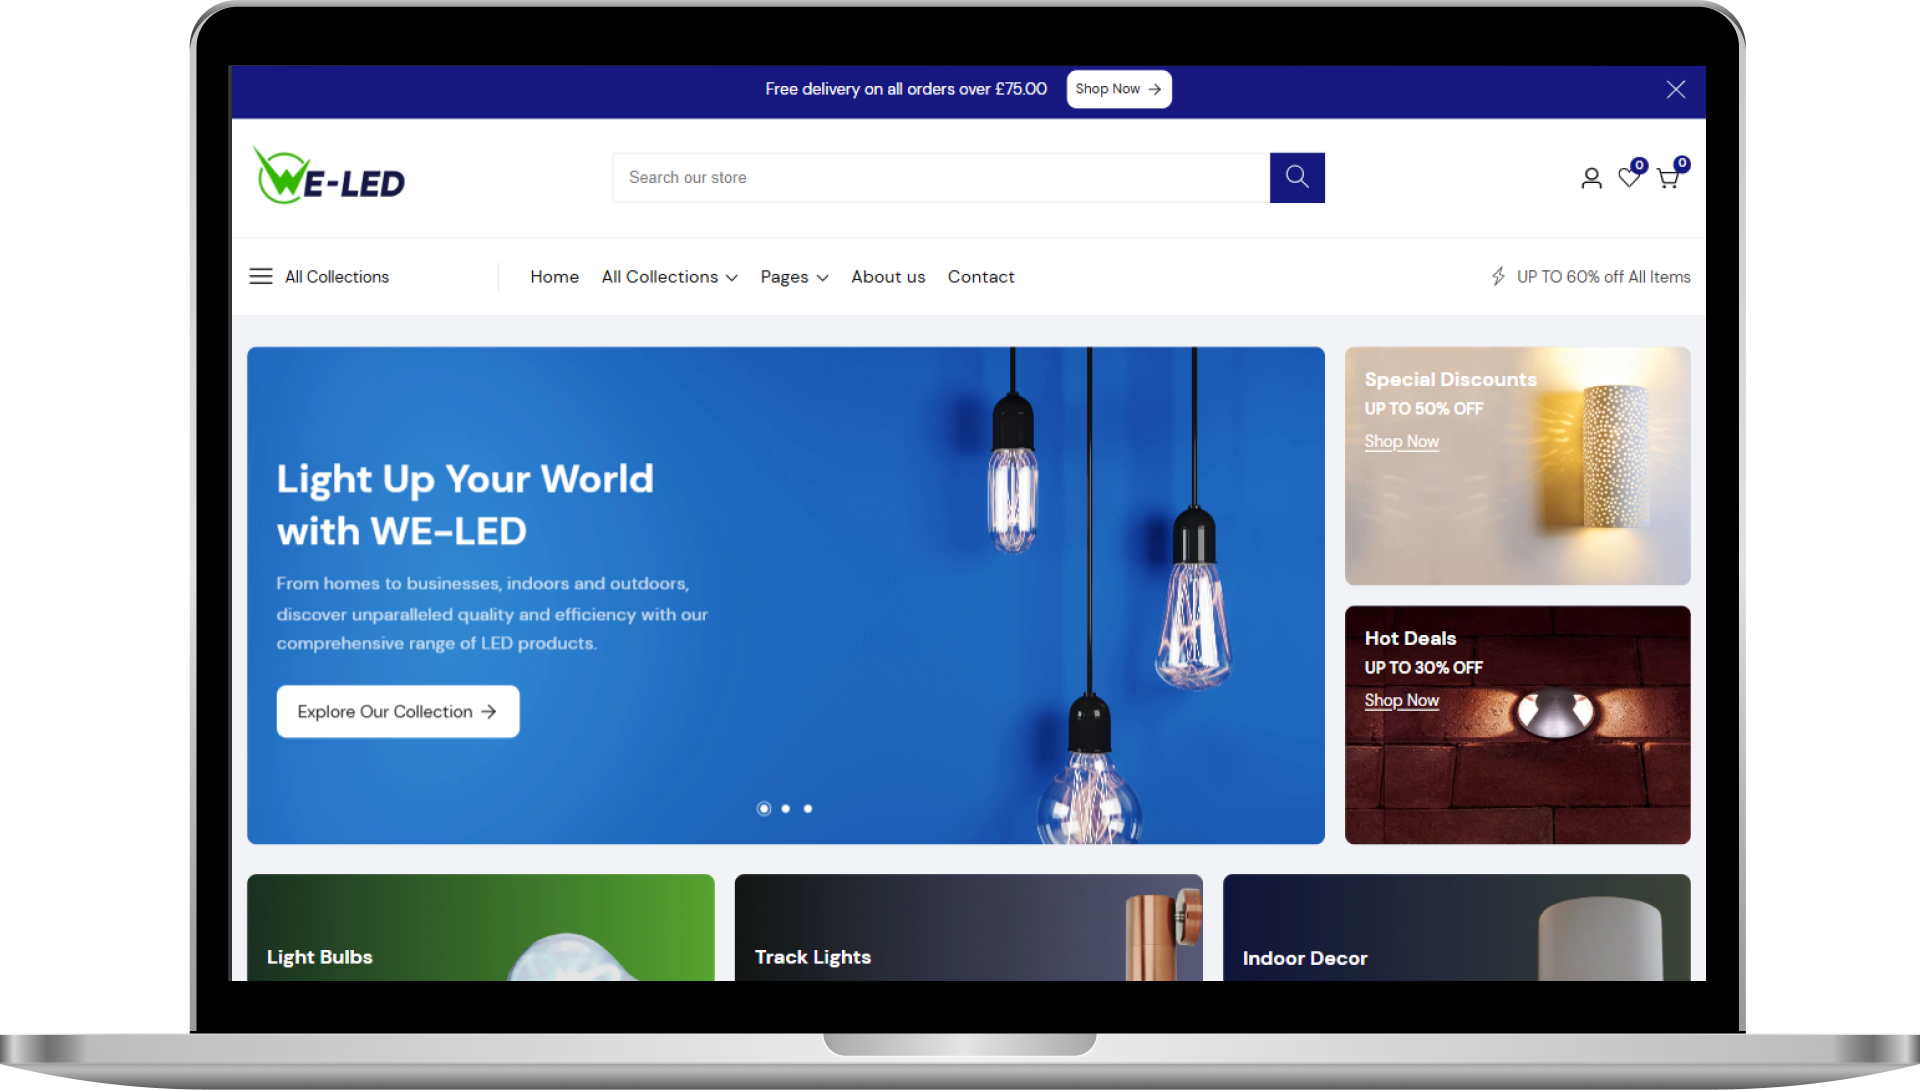 Free delivery on all orders over £75.00
Shop Now
WE-LED
Search our store
0
0
All Collections
Home
All Collections
Pages
About us
Contact
UP TO 60% off All Items
Light Up Your World
with WE-LED
From homes to businesses, indoors and outdoors,
discover unparalleled quality and efficiency with our
comprehensive range of LED products.
Explore Our Collection
Special Discounts
UP TO 50% OFF
Shop Now
Hot Deals
UP TO 30% OFF
Shop Now
Light Bulbs
Track Lights
Indoor Decor